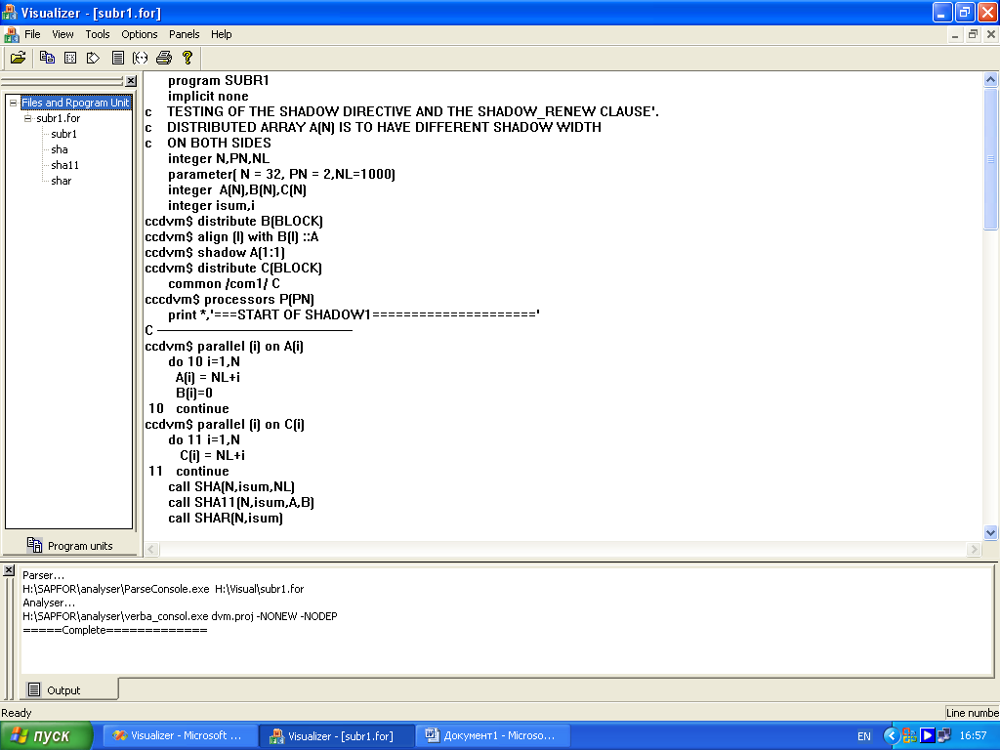 Visualizer - [subr1.for]
File View Tools Options Panels Help
Files and Rpogram Unit
subr1.for
subr1
sha
sha11
shar
Program units
program SUBR1
implicit none
c TESTING OF THE SHADOW DIRECTIVE AND THE SHADOW_RENEW CLAUSE'.
c DISTRIBUTED ARRAY A(N) IS TO HAVE DIFFERENT SHADOW WIDTH
c ON BOTH SIDES
integer N,PN,NL
parameter( N = 32, PN = 2,NL=1000)
integer A(N),B(N),C(N)
integer isum,i
ccdvm$ distribute B(BLOCK)
ccdvm$ align (I) with B(I) ::A
ccdvm$ shadow A(1:1)
ccdvm$ distribute C(BLOCK)
common /com1/ C
cccdvm$ processors P(PN)
print *,'===START OF SHADOW1====================='
C -------------------------------------------------
ccdvm$ parallel (i) on A(i)
do 10 i=1,N
A(i) = NL+i
B(i)=0
10 continue
ccdvm$ parallel (i) on C(i)
do 11 i=1,N
C(i) = NL+i
11 continue
call SHA(N,isum,NL)
call SHA11(N,isum,A,B)
call SHAR(N,isum)
Parser...
H:\SAPFOR\analyser\ParseConsole.exe H:\Visual\subr1.for
Analyser...
H:\SAPFOR\analyser\verba_consol.exe dvm.proj -NONEW -NODEP
=====Complete=============
Output
Ready
Line numbe
пуск
Visualizer - Microsoft ...
Visualizer - [subr1.for]
Документ1 - Microso...
EN
16:57